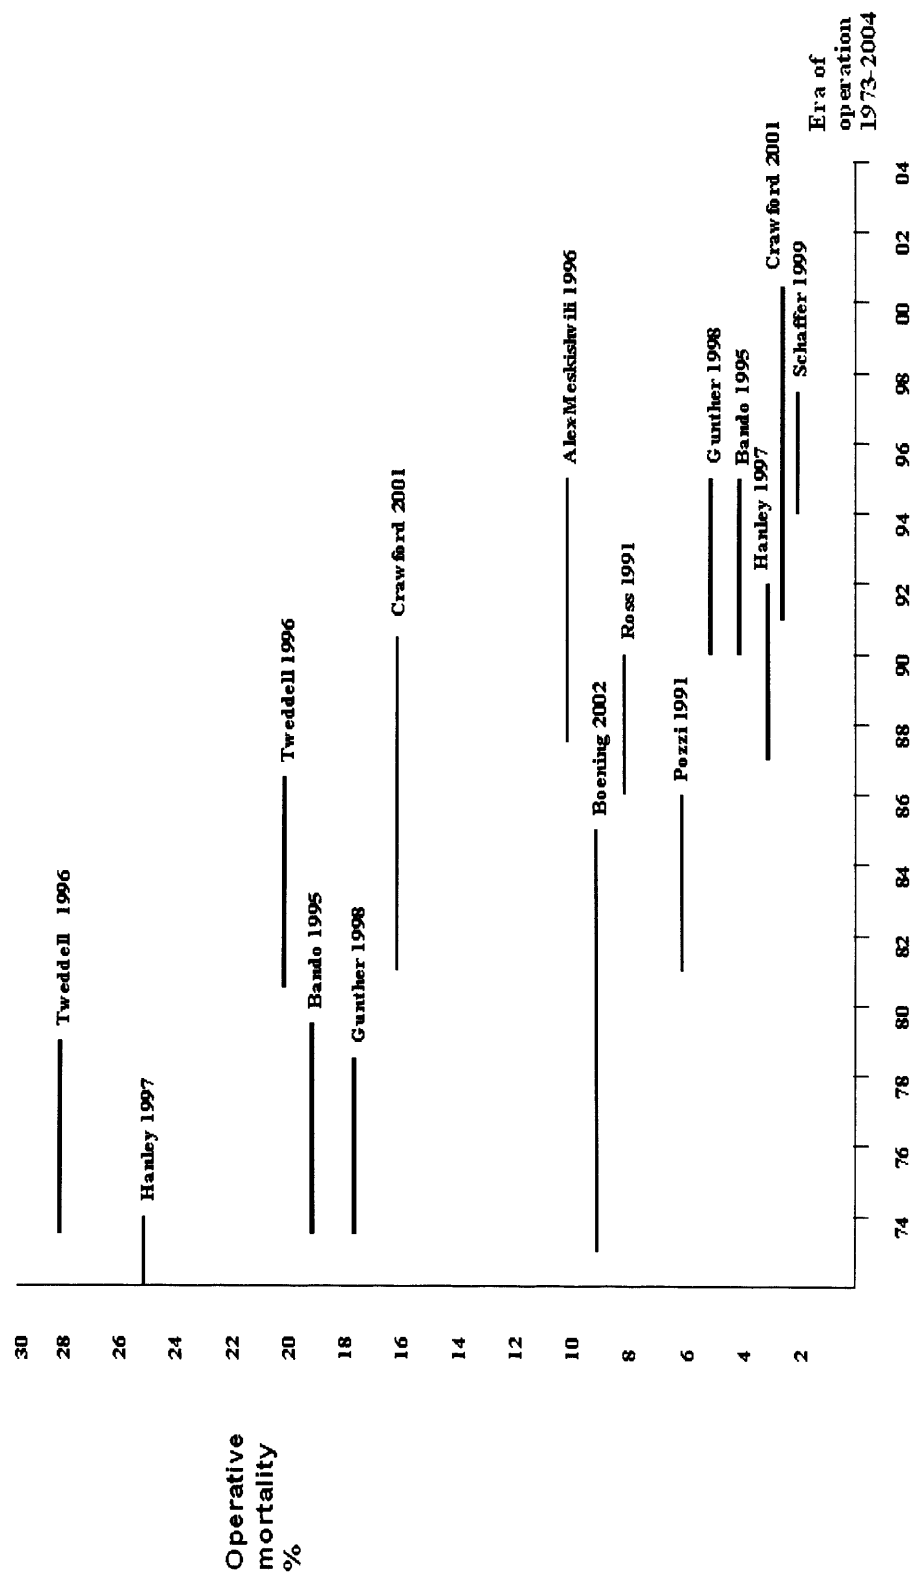 30
28
26
24
22
20
18
16
14
12
10
8
6
4
2
Operative
mortality
%
Tweddell 1996
Hanley 1997
Tweddell 1996
Bando 1995
Gunther 1998
Crawford 2001
Alex-Meskishvili 1996
Boening 2002
Ross 1991
Pozzi 1991
Gunther 1998
Bando 1995
Hanley 1997
Crawford 2001
Schaffer 1999
74
76
78
80
82
84
86
88
90
92
94
96
98
00
02
04
Era of
operation
1973-2004